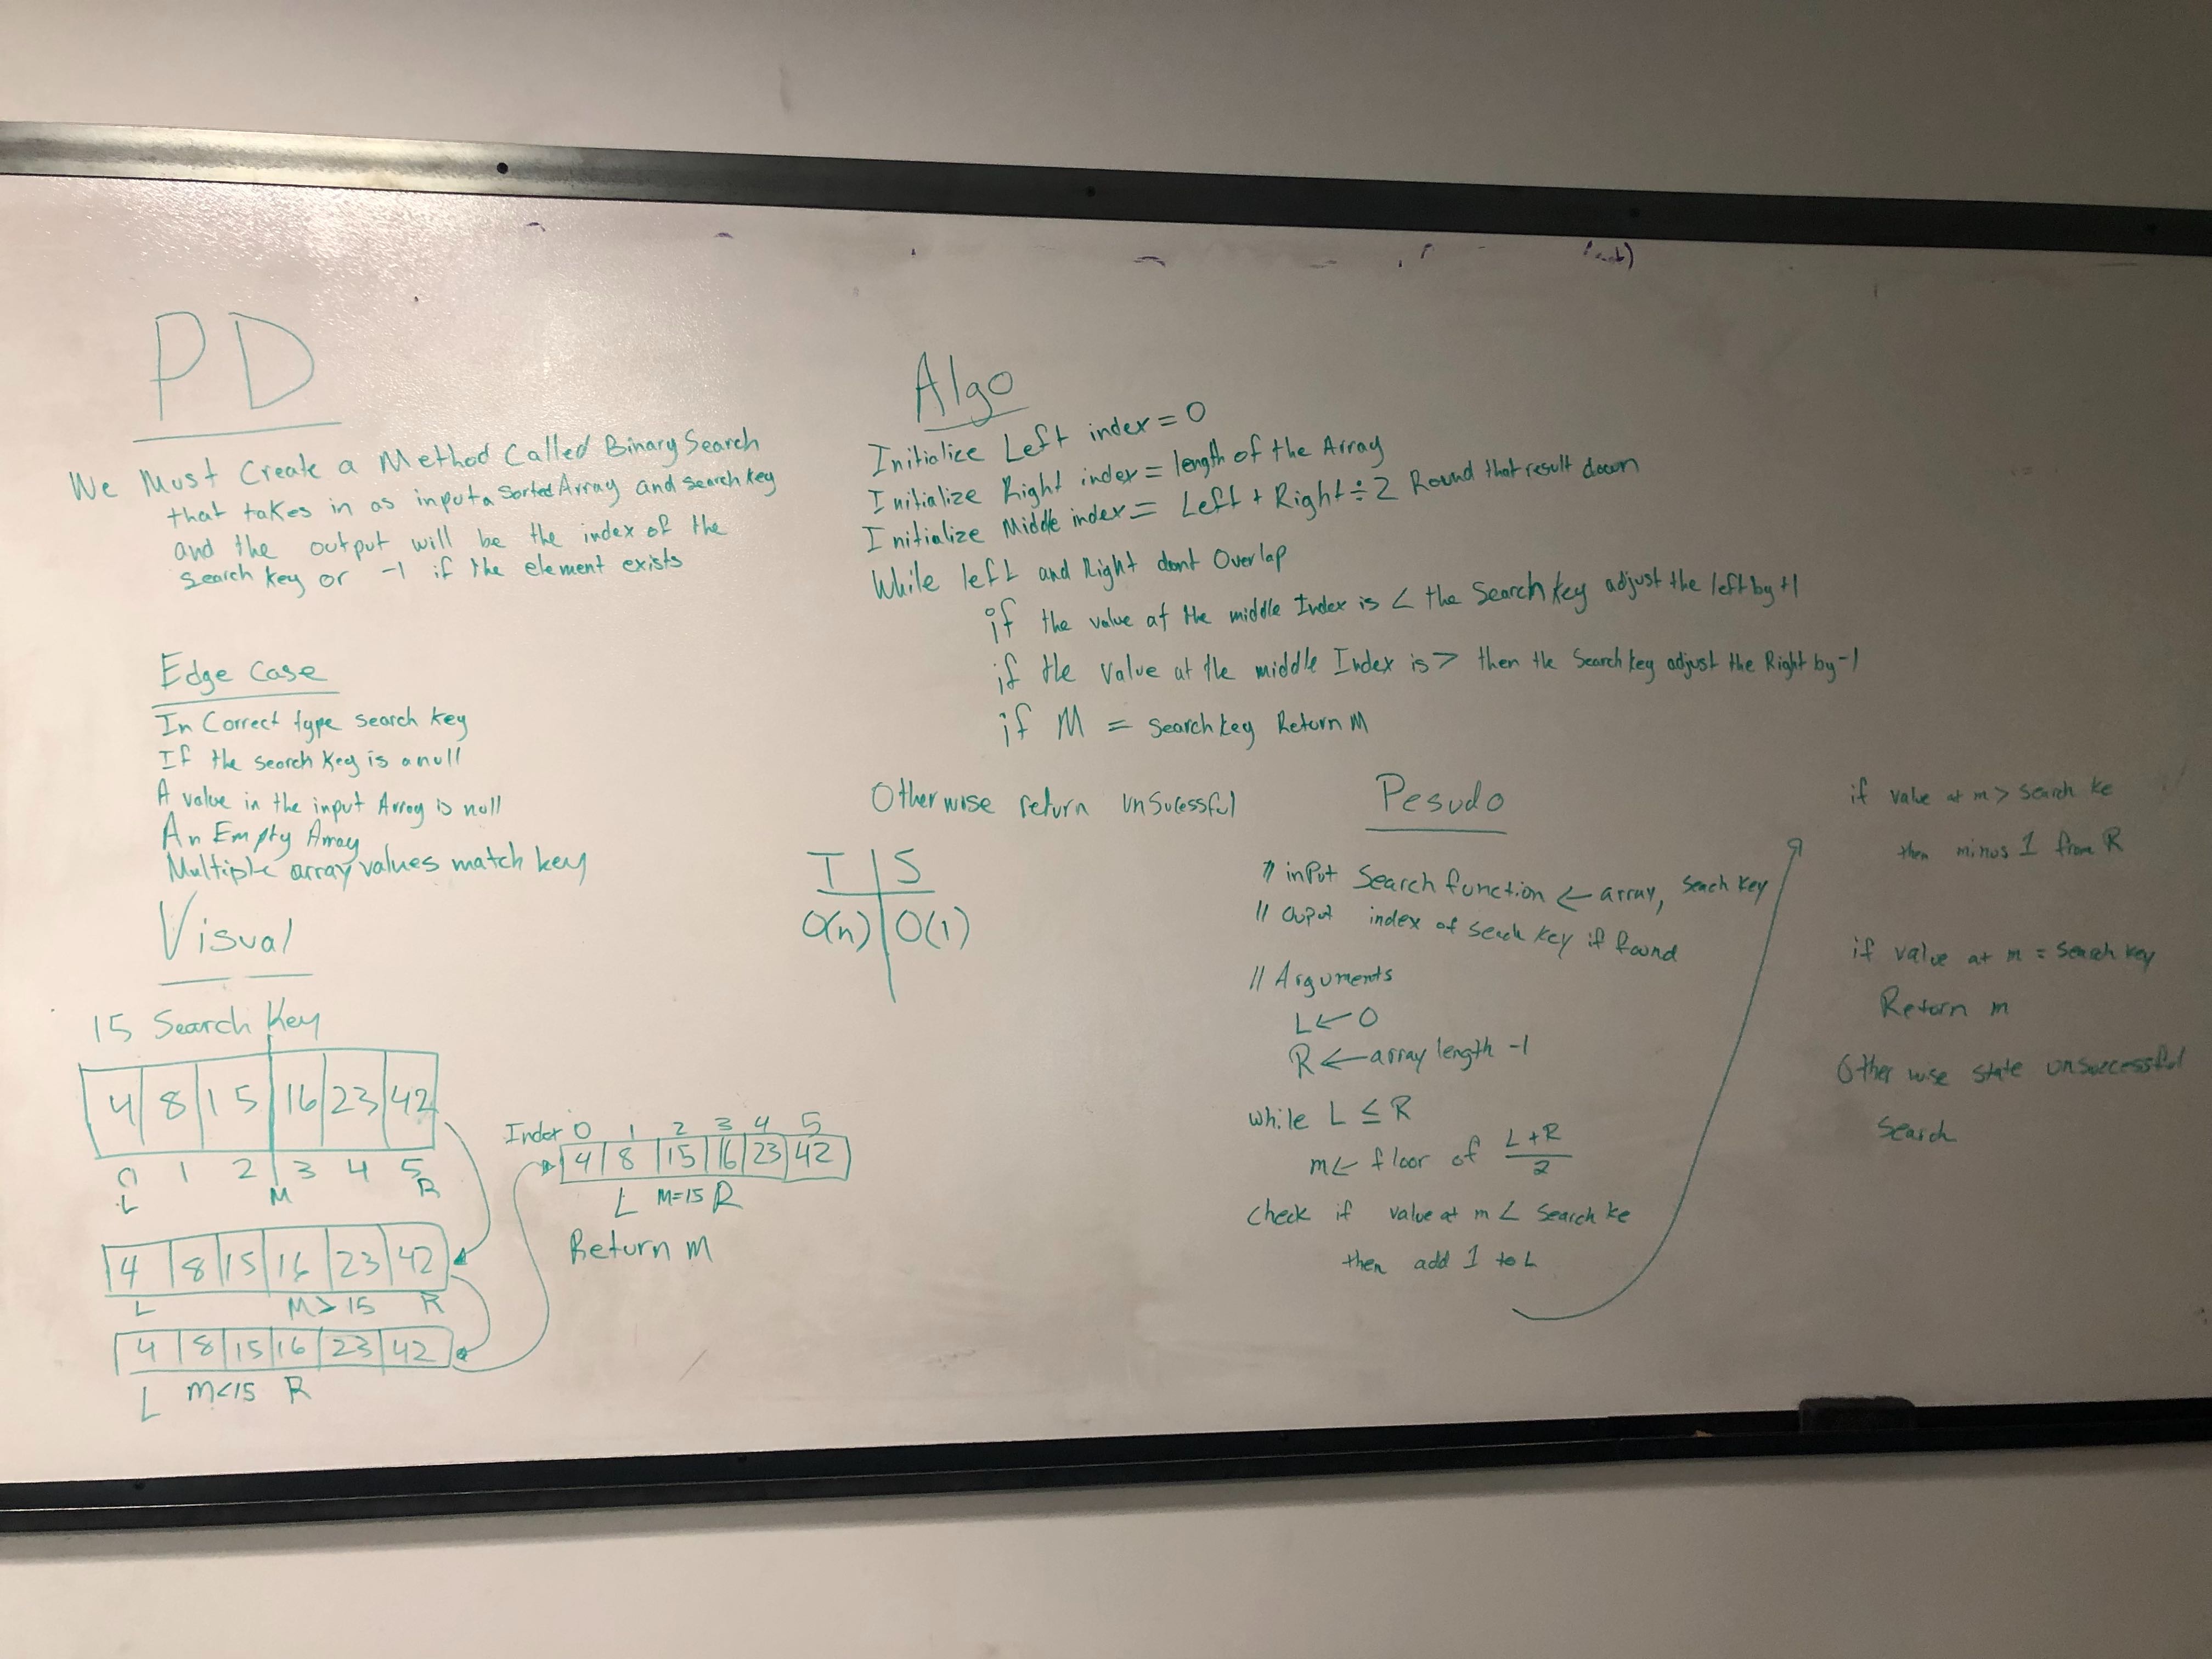 PD
We Must Create a Method Called BinarySearch
that takes in as input a Sorted Array and search key
and the output will be the index of the
search key or -1 if the element exists
Edge Case
In Correct type search key
If the search key is a null
A value in the input Array is null
An Empty Array
Multiple array values match key
Visual
15 Search Key
4 8 15 16 23 42
0 1 2 3 4 5
L M R
4 8 15 16 23 42
L M>15 R
4 8 15 16 23 42
L M<15 R
Index 0 1 2 3 4 5
4 8 15 16 23 42
L M=15 R
Return M
Algo
Initialize Left index = 0
Initialize Right index = length of the Array
Initialize Middle index = Left + Right ÷ 2 Round that result down
While left and Right dont Overlap
if the value at the middle Index is < the Search key adjust the left by +1
if the value at the middle Index is > then the Search key adjust the Right by -1
if M = searchkey Return M
Otherwise return unSucessful
T | S
O(n) | O(1)
Pesudo
// inPut Search function ← array, Seach key
// Ouput index of Seach key if found
// Arguments
L ← 0
R ← array length -1
while L ≤ R
m ← floor of L+R
2
Check if value at m < Search ke
then add 1 to L
if value at m > Search ke
then minus 1 from R
if value at m = Seach key
Return m
Other wise state unsuccessful
Search